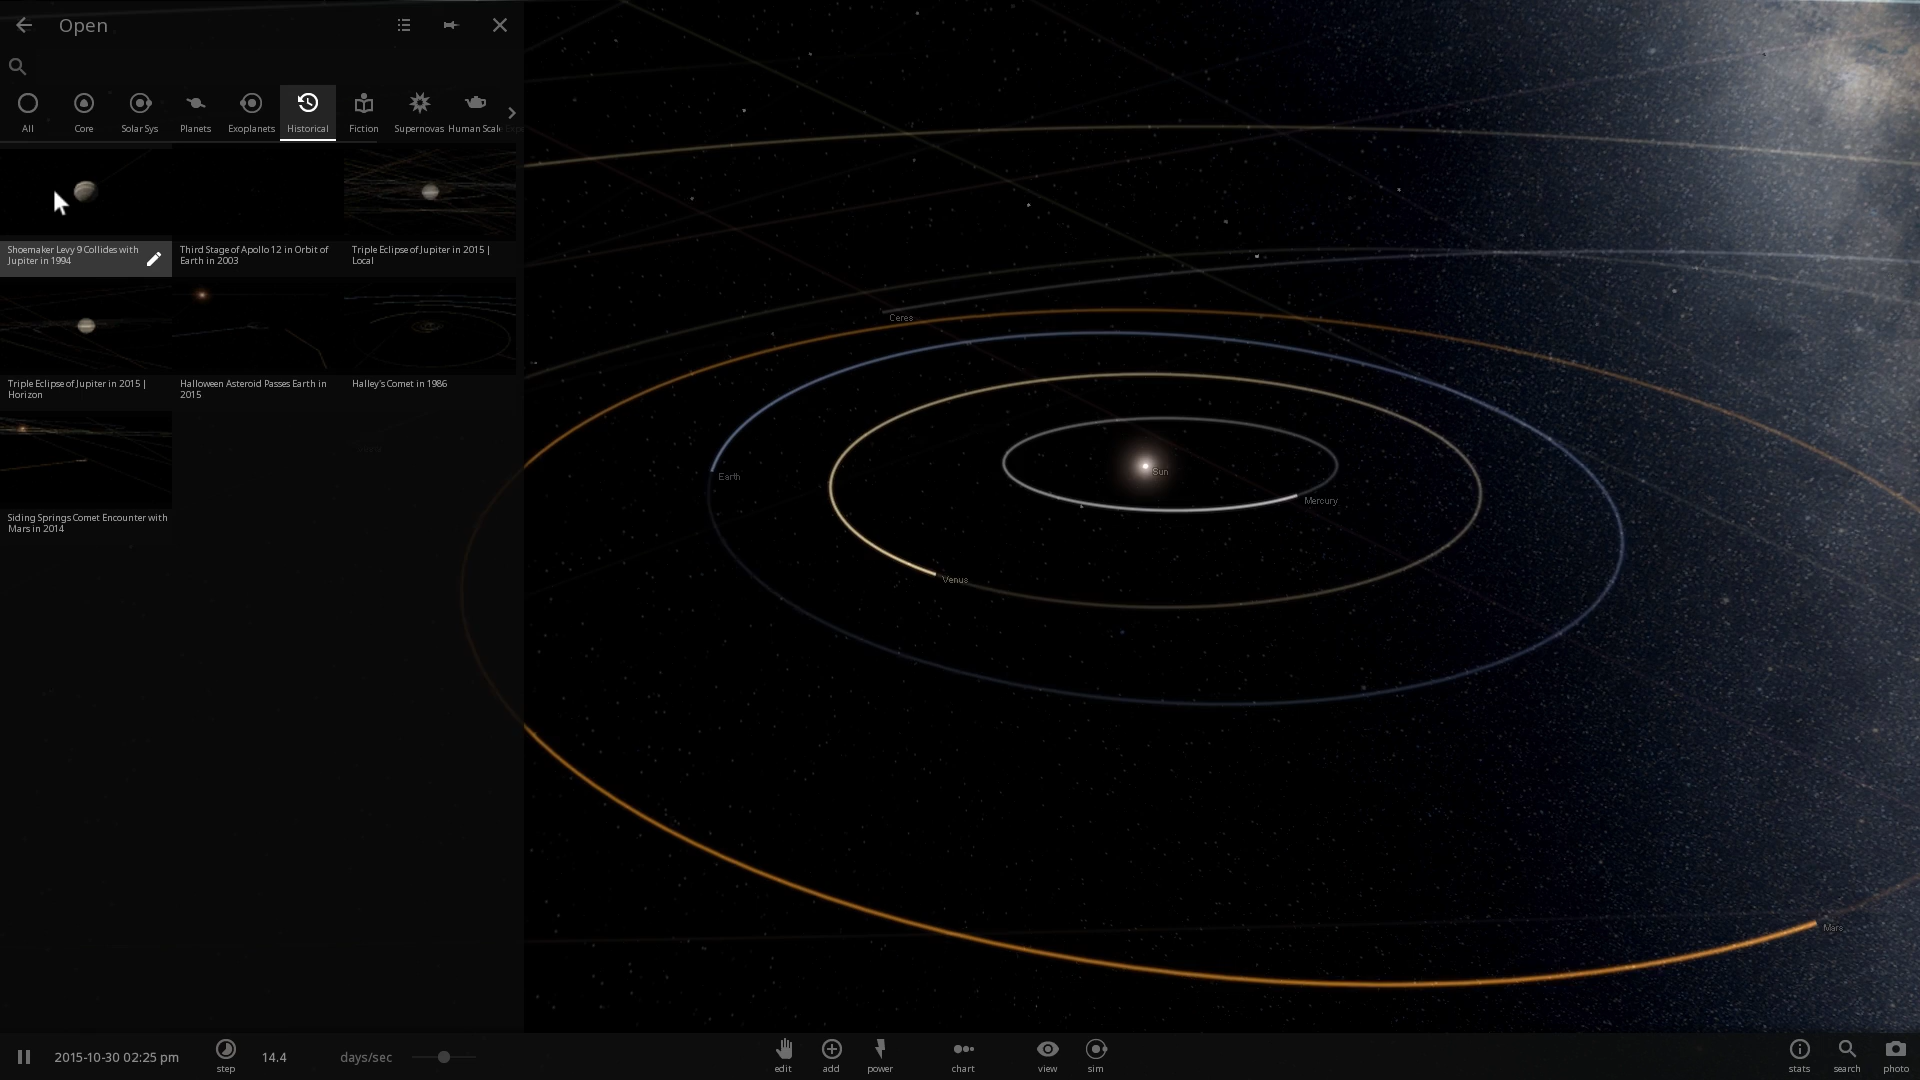 Open
All
Core
Solar Sys
Planets
Exoplanets
Historical
Fiction
Supernovas
Human Scale
Shoemaker Levy 9 Collides with
Jupiter in 1994
Third Stage of Apollo 12 in Orbit of
Earth in 2003
Triple Eclipse of Jupiter in 2015 |
Local
Triple Eclipse of Jupiter in 2015 |
Horizon
Halloween Asteroid Passes Earth in
2015
Halley's Comet in 1986
Siding Springs Comet Encounter with
Mars in 2014
Ceres
Earth
Sun
Mercury
Venus
Mars
2015-10-30 02:25 pm
step
14.4
days/sec
edit
add
power
chart
view
sim
stats
search
photo